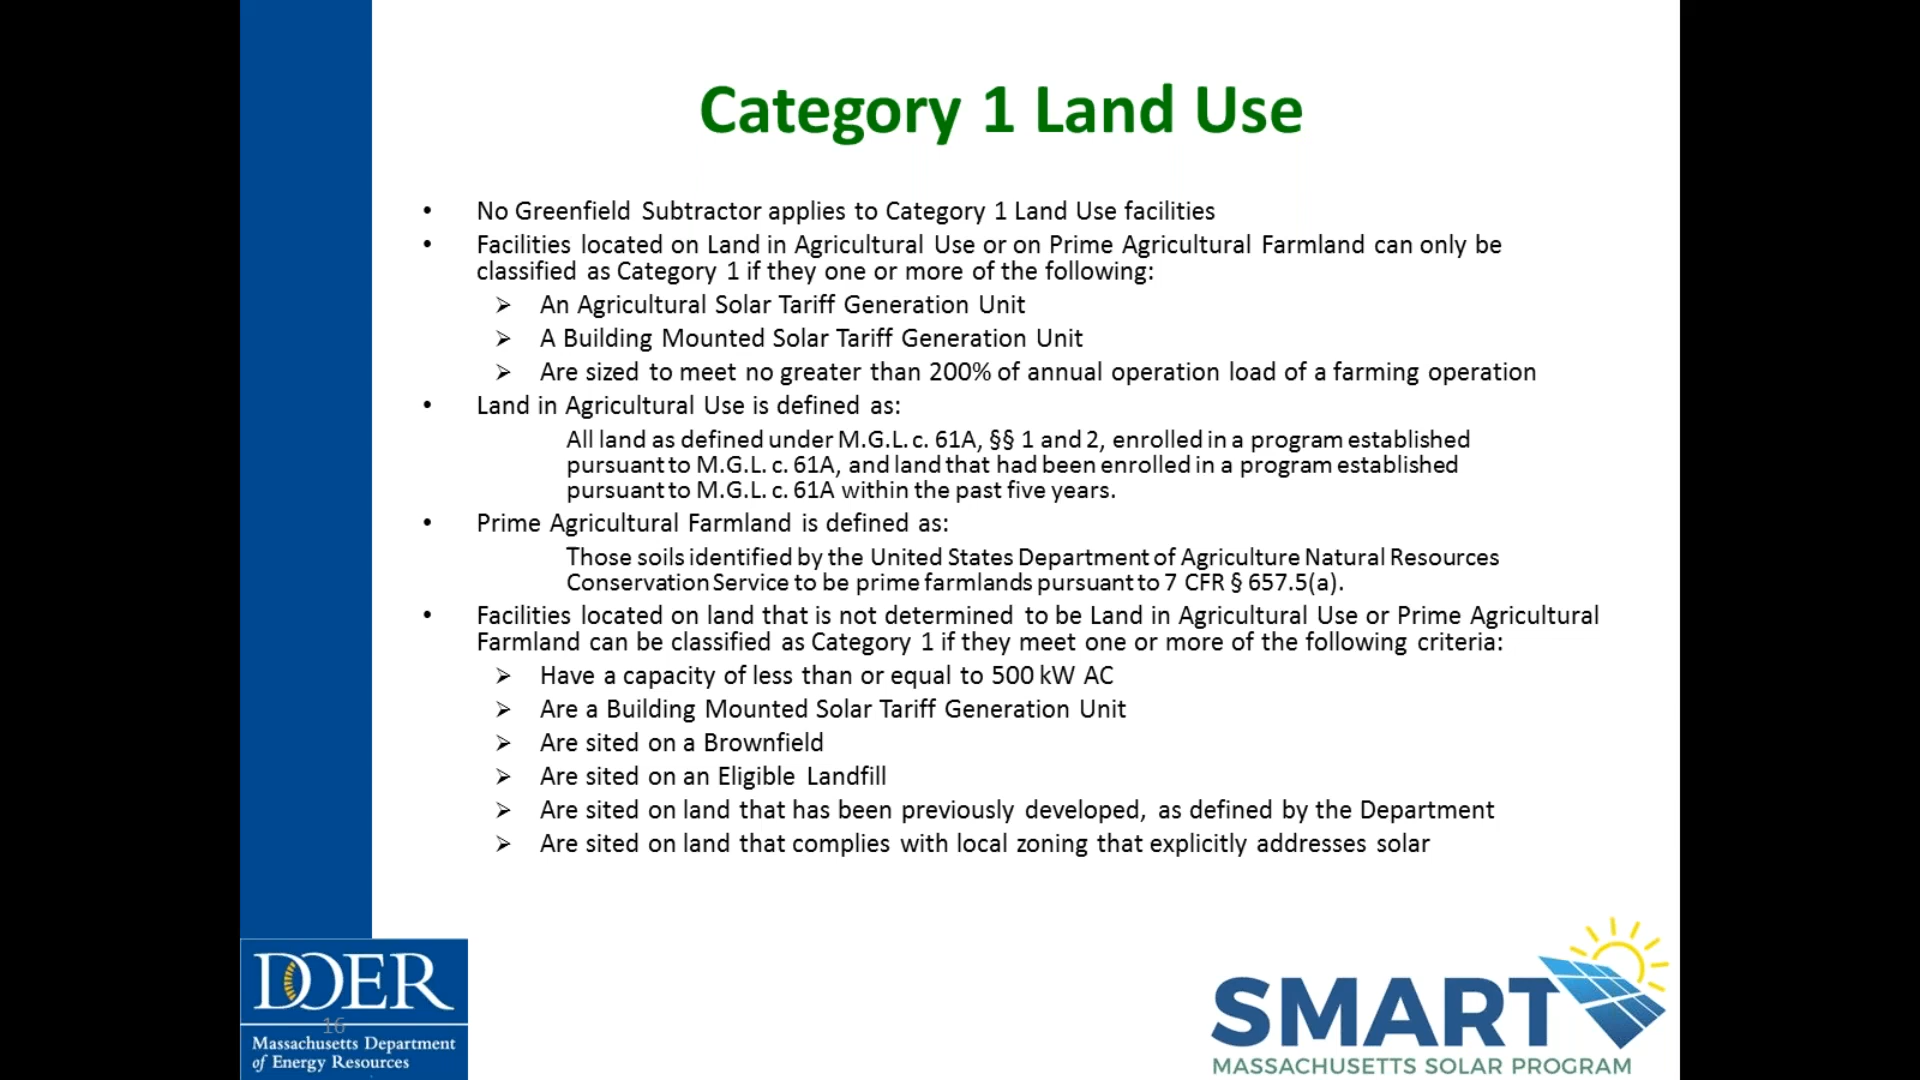 Category 1 Land Use
• No Greenfield Subtractor applies to Category 1 Land Use facilities
• Facilities located on Land in Agricultural Use or on Prime Agricultural Farmland can only be
classified as Category 1 if they one or more of the following:
➢ An Agricultural Solar Tariff Generation Unit
➢ A Building Mounted Solar Tariff Generation Unit
➢ Are sized to meet no greater than 200% of annual operation load of a farming operation
• Land in Agricultural Use is defined as:
All land as defined under M.G.L. c. 61A, §§ 1 and 2, enrolled in a program established
pursuant to M.G.L. c. 61A, and land that had been enrolled in a program established
pursuant to M.G.L. c. 61A within the past five years.
• Prime Agricultural Farmland is defined as:
Those soils identified by the United States Department of Agriculture Natural Resources
Conservation Service to be prime farmlands pursuant to 7 CFR § 657.5(a).
• Facilities located on land that is not determined to be Land in Agricultural Use or Prime Agricultural
Farmland can be classified as Category 1 if they meet one or more of the following criteria:
➢ Have a capacity of less than or equal to 500 kW AC
➢ Are a Building Mounted Solar Tariff Generation Unit
➢ Are sited on a Brownfield
➢ Are sited on an Eligible Landfill
➢ Are sited on land that has been previously developed, as defined by the Department
➢ Are sited on land that complies with local zoning that explicitly addresses solar
DOER
16
Massachusetts Department
of Energy Resources
SMART
MASSACHUSETTS SOLAR PROGRAM